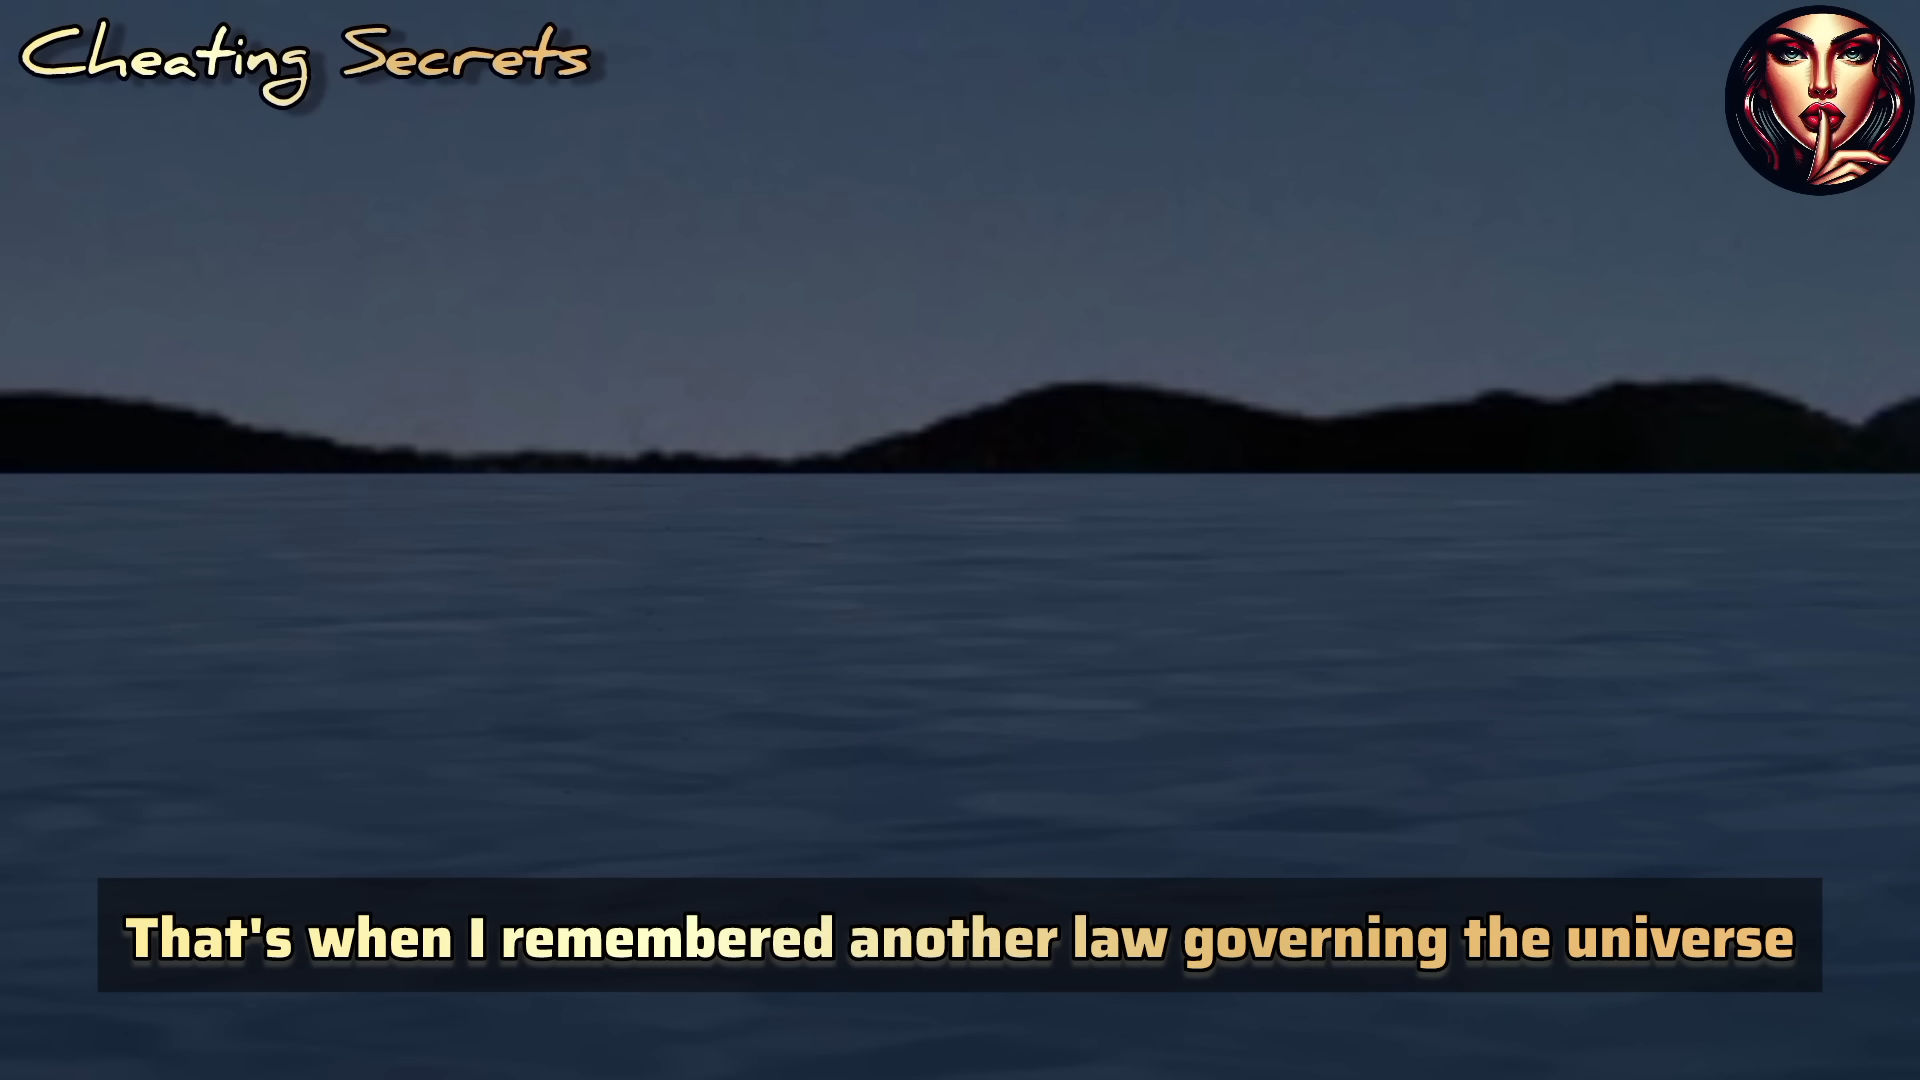 Cheating Secrets
That's when I remembered another law governing the universe